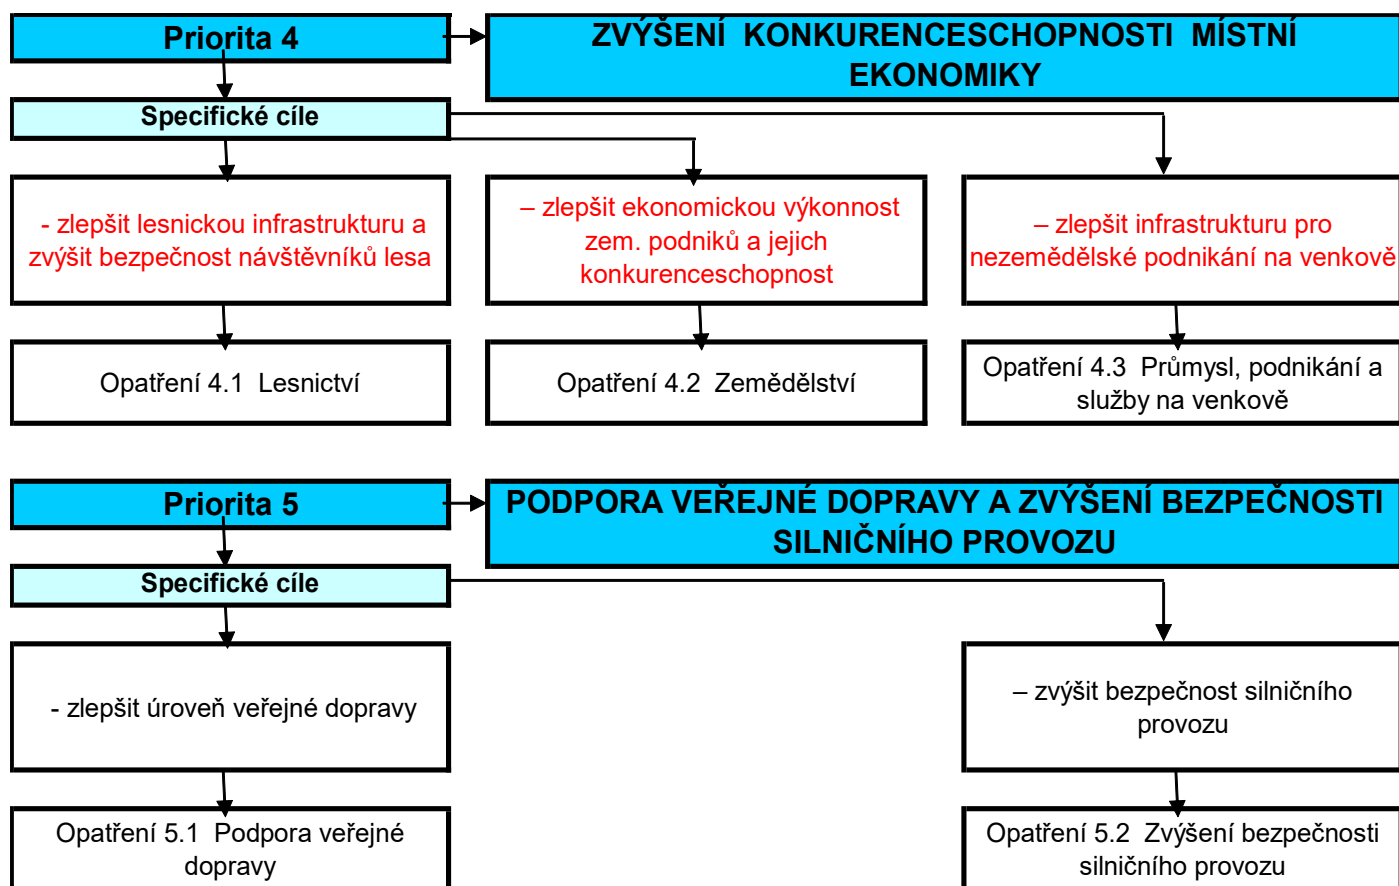 Priorita 4
ZVÝŠENÍ KONKURENCESCHOPNOSTI MÍSTNÍ
EKONOMIKY
Specifické cíle
- zlepšit lesnickou infrastrukturu a
zvýšit bezpečnost návštěvníků lesa
– zlepšit ekonomickou výkonnost
zem. podniků a jejich
konkurenceschopnost
– zlepšit infrastrukturu pro
nezemědělské podnikání na venkově
Opatření 4.1 Lesnictví
Opatření 4.2 Zemědělství
Opatření 4.3 Průmysl, podnikání a
služby na venkově
Priorita 5
PODPORA VEŘEJNÉ DOPRAVY A ZVÝŠENÍ BEZPEČNOSTI
SILNIČNÍHO PROVOZU
Specifické cíle
- zlepšit úroveň veřejné dopravy
– zvýšit bezpečnost silničního
provozu
Opatření 5.1 Podpora veřejné
dopravy
Opatření 5.2 Zvýšení bezpečnosti
silničního provozu